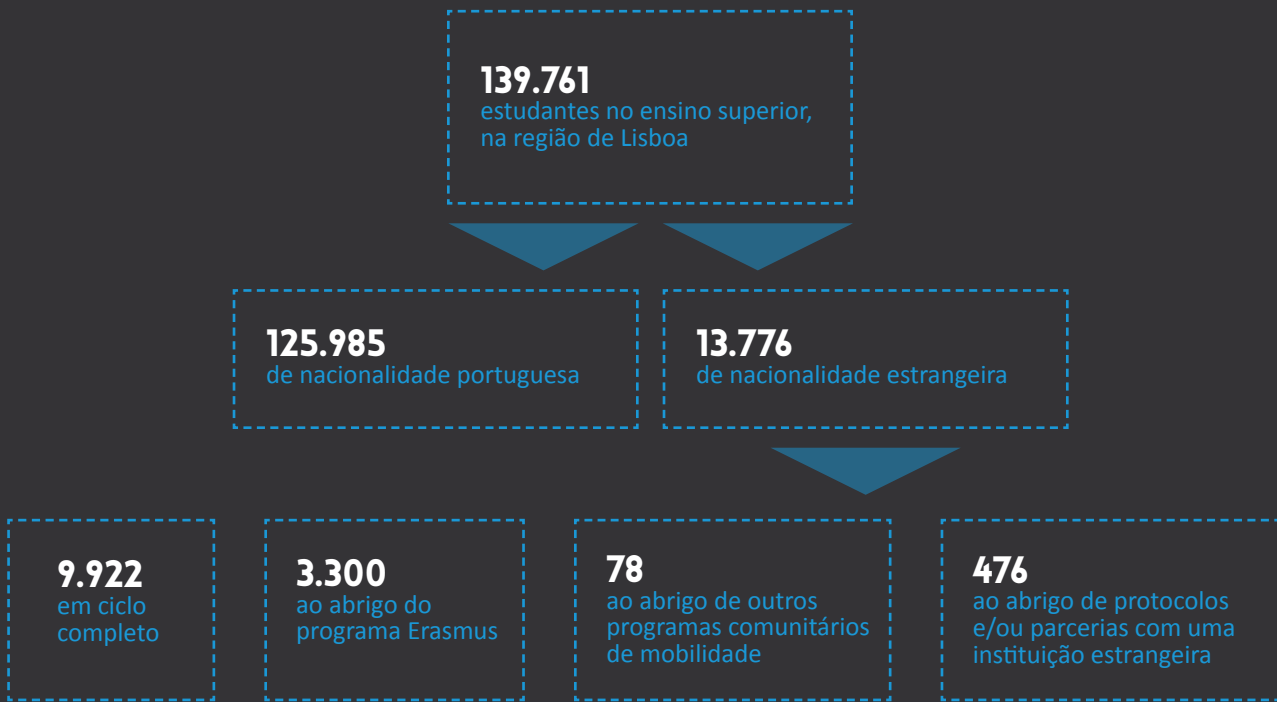 139.761
estudantes no ensino superior,
na região de Lisboa
125.985
de nacionalidade portuguesa
13.776
de nacionalidade estrangeira
9.922
em ciclo
completo
3.300
ao abrigo do
programa Erasmus
78
ao abrigo de outros
programas comunitários
de mobilidade
476
ao abrigo de protocolos
e/ou parcerias com uma
instituição estrangeira